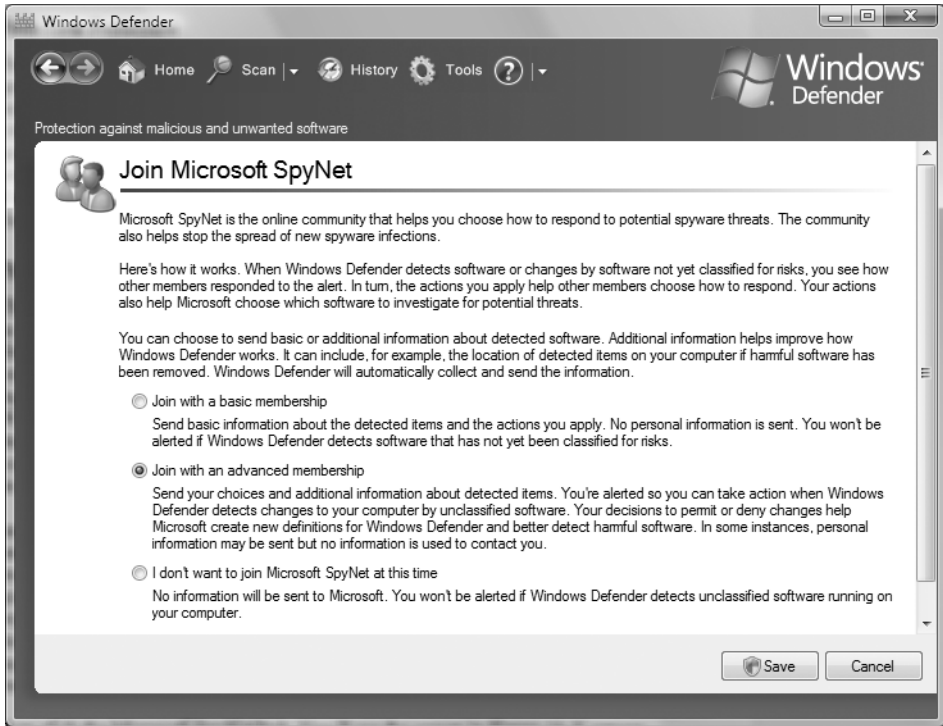 Windows Defender
Home Scan History Tools ?
Windows
Defender
Protection against malicious and unwanted software
Join Microsoft SpyNet
Microsoft SpyNet is the online community that helps you choose how to respond to potential spyware threats. The community
also helps stop the spread of new spyware infections.
Here's how it works. When Windows Defender detects software or changes by software not yet classified for risks, you see how
other members responded to the alert. In turn, the actions you apply help other members choose how to respond. Your actions
also help Microsoft choose which software to investigate for potential threats.
You can choose to send basic or additional information about detected software. Additional information helps improve how
Windows Defender works. It can include, for example, the location of detected items on your computer if harmful software has
been removed. Windows Defender will automatically collect and send the information.
Join with a basic membership
Send basic information about the detected items and the actions you apply. No personal information is sent. You won't be
alerted if Windows Defender detects software that has not yet been classified for risks.
Join with an advanced membership
Send your choices and additional information about detected items. You're alerted so you can take action when Windows
Defender detects changes to your computer by unclassified software. Your decisions to permit or deny changes help
Microsoft create new definitions for Windows Defender and better detect harmful software. In some instances, personal
information may be sent but no information is used to contact you.
I don't want to join Microsoft SpyNet at this time
No information will be sent to Microsoft. You won't be alerted if Windows Defender detects unclassified software running on
your computer.
Save Cancel